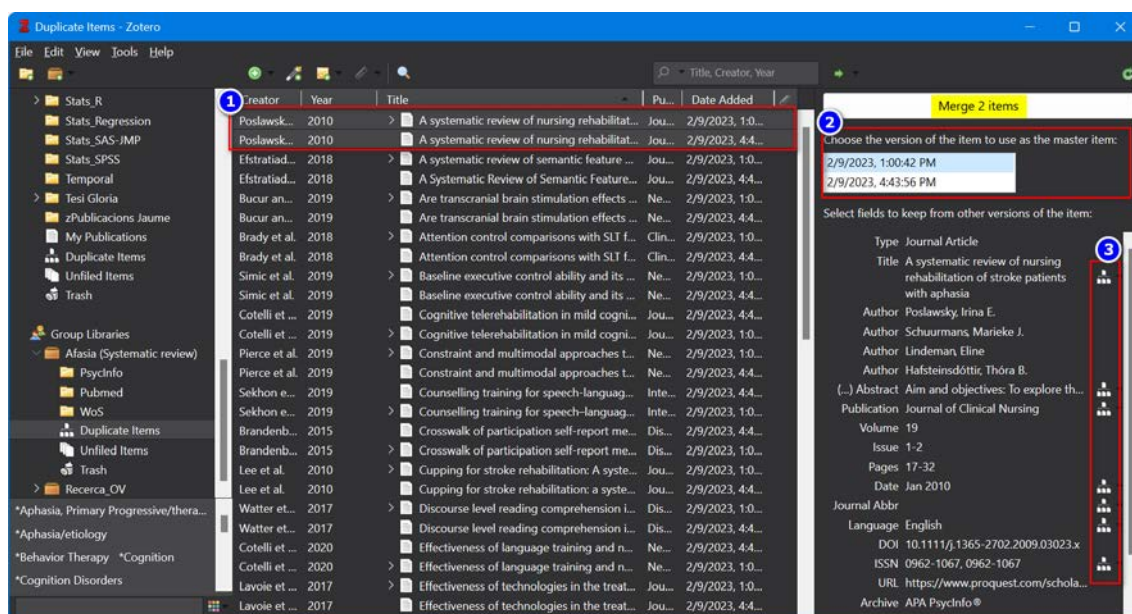 Duplicate Items - Zotero
File Edit View Tools Help
Title, Creator, Year
Stats_R
Stats_Regression
Stats_SAS-JMP
Stats_SPSS
Temporal
Tesi Gloria
zPublicacions Jaume
My Publications
Duplicate Items
Unfiled Items
Trash
Group Libraries
Afasia (Systematic review)
PsycInfo
Pubmed
WoS
Duplicate Items
Unfiled Items
Trash
Recerca_OV
*Aphasia, Primary Progressive/thera...
*Aphasia/etiology
*Behavior Therapy *Cognition
*Cognition Disorders
1
Creator Year Title Pu... Date Added
Poslawsk... 2010 A systematic review of nursing rehabilitat... Jou... 2/9/2023, 1:0...
Poslawsk... 2010 A systematic review of nursing rehabilitat... Jou... 2/9/2023, 4:4...
Efstratiad... 2018 A systematic review of semantic feature ... Jou... 2/9/2023, 1:0...
Efstratiad... 2018 A Systematic Review of Semantic Feature... Jou... 2/9/2023, 4:4...
Bucur an... 2019 Are transcranial brain stimulation effects ... Ne... 2/9/2023, 1:0...
Bucur an... 2019 Are transcranial brain stimulation effects ... Ne... 2/9/2023, 4:4...
Brady et al. 2018 Attention control comparisons with SLT f... Clin... 2/9/2023, 1:0...
Brady et al. 2018 Attention control comparisons with SLT f... Clin... 2/9/2023, 4:4...
Simic et al. 2019 Baseline executive control ability and its ... Ne... 2/9/2023, 1:0...
Simic et al. 2019 Baseline executive control ability and its ... Ne... 2/9/2023, 4:4...
Cotelli et ... 2019 Cognitive telerehabilitation in mild cogni... Jou... 2/9/2023, 4:4...
Cotelli et ... 2019 Cognitive telerehabilitation in mild cogni... Jou... 2/9/2023, 1:0...
Pierce et al. 2019 Constraint and multimodal approaches t... Ne... 2/9/2023, 1:0...
Pierce et al. 2019 Constraint and multimodal approaches t... Ne... 2/9/2023, 4:4...
Sekhon e... 2019 Counselling training for speech-languag... Inte... 2/9/2023, 4:4...
Sekhon e... 2019 Counselling training for speech–languag... Inte... 2/9/2023, 1:0...
Brandenb... 2015 Crosswalk of participation self-report me... Dis... 2/9/2023, 4:4...
Brandenb... 2015 Crosswalk of participation self-report me... Dis... 2/9/2023, 1:0...
Lee et al. 2010 Cupping for stroke rehabilitation: A syste... Jou... 2/9/2023, 1:0...
Lee et al. 2010 Cupping for stroke rehabilitation: a syste... Jou... 2/9/2023, 4:4...
Watter et... 2017 Discourse level reading comprehension i... Dis... 2/9/2023, 1:0...
Watter et... 2017 Discourse level reading comprehension i... Dis... 2/9/2023, 4:4...
Cotelli et ... 2020 Effectiveness of language training and n... Ne... 2/9/2023, 4:4...
Cotelli et ... 2020 Effectiveness of language training and n... Ne... 2/9/2023, 1:0...
Lavoie et ... 2017 Effectiveness of technologies in the treat... Jou... 2/9/2023, 1:0...
Lavoie et ... 2017 Effectiveness of technologies in the treat... Jou... 2/9/2023, 4:4...
Merge 2 items
2
Choose the version of the item to use as the master item:
2/9/2023, 1:00:42 PM
2/9/2023, 4:43:56 PM
Select fields to keep from other versions of the item:
3
Type Journal Article
Title A systematic review of nursing
rehabilitation of stroke patients
with aphasia
Author Poslawsky, Irina E.
Author Schuurmans, Marieke J.
Author Lindeman, Eline
Author Hafsteinsdóttir, Thóra B.
(...) Abstract Aim and objectives: To explore th...
Publication Journal of Clinical Nursing
Volume 19
Issue 1-2
Pages 17-32
Date Jan 2010
Journal Abbr
Language English
DOI 10.1111/j.1365-2702.2009.03023.x
ISSN 0962-1067, 0962-1067
URL https://www.proquest.com/schola...
Archive APA PsycInfo®